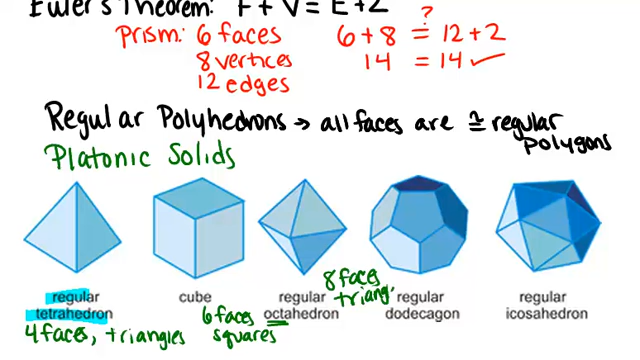 Euler's Theorem: F + V = E + 2
?
Prism: 6 faces 6 + 8 = 12 + 2
8 vertices 14 = 14 ✓
12 edges
Regular Polyhedrons → all faces are ≅ regular
polygons
Platonic Solids
8 faces
triang
regular
tetrahedron
cube
regular
octahedron
regular
dodecagon
regular
icosahedron
4 faces, triangles
6 faces
squares